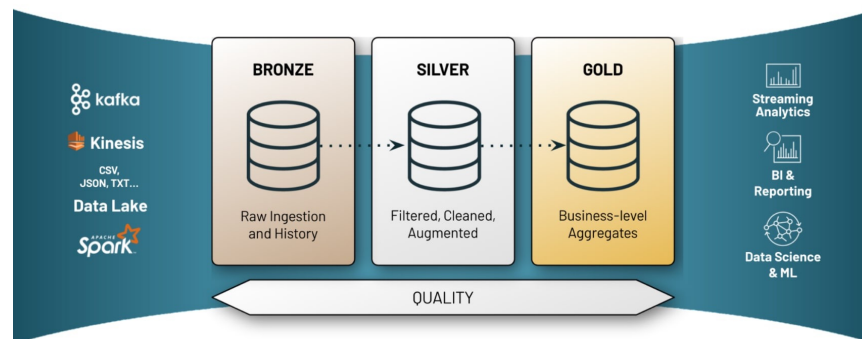 kafka
Kinesis
CSV,
JSON, TXT...
Data Lake
APACHE
Spark
BRONZE
Raw Ingestion
and History
SILVER
Filtered, Cleaned,
Augmented
GOLD
Business-level
Aggregates
QUALITY
Streaming
Analytics
BI &
Reporting
Data Science
& ML